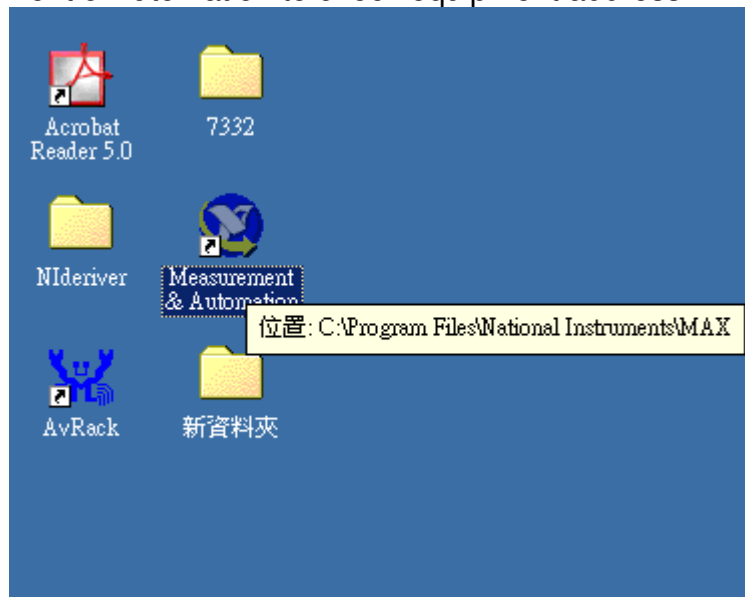 Acrobat
Reader 5.0
7332
NIderiver
Measurement
& Automation
位置: C:\Program Files\National Instruments\MAX
AvRack
新資料夾